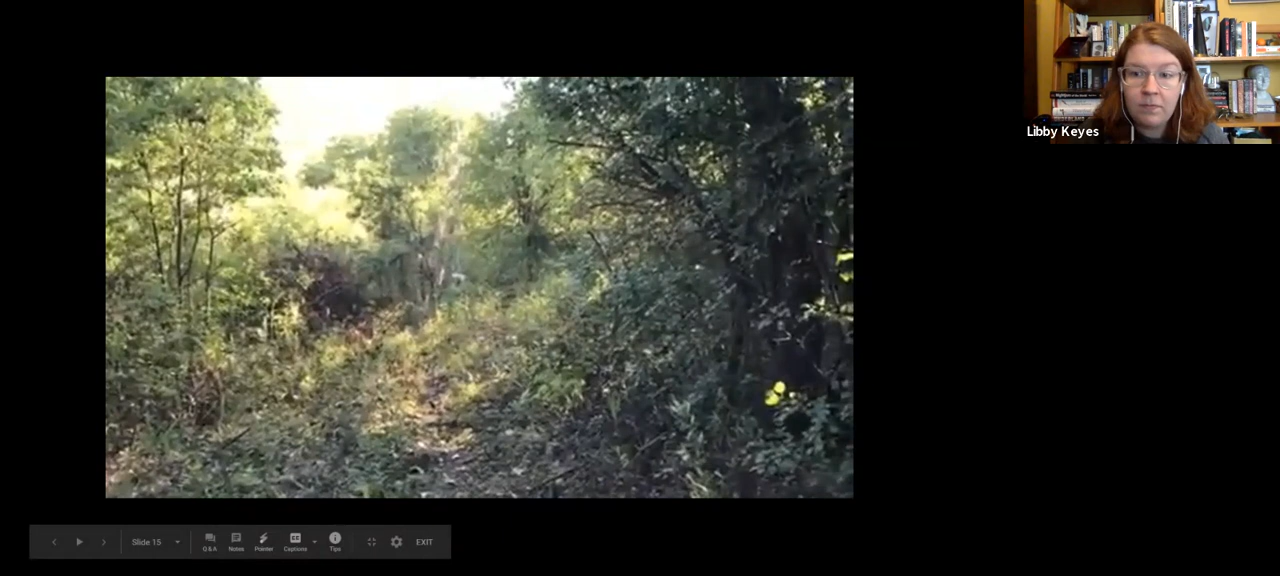 Libby Keyes
Slide 15
Q&A
Notes
Pointer
Captions
Tips
EXIT